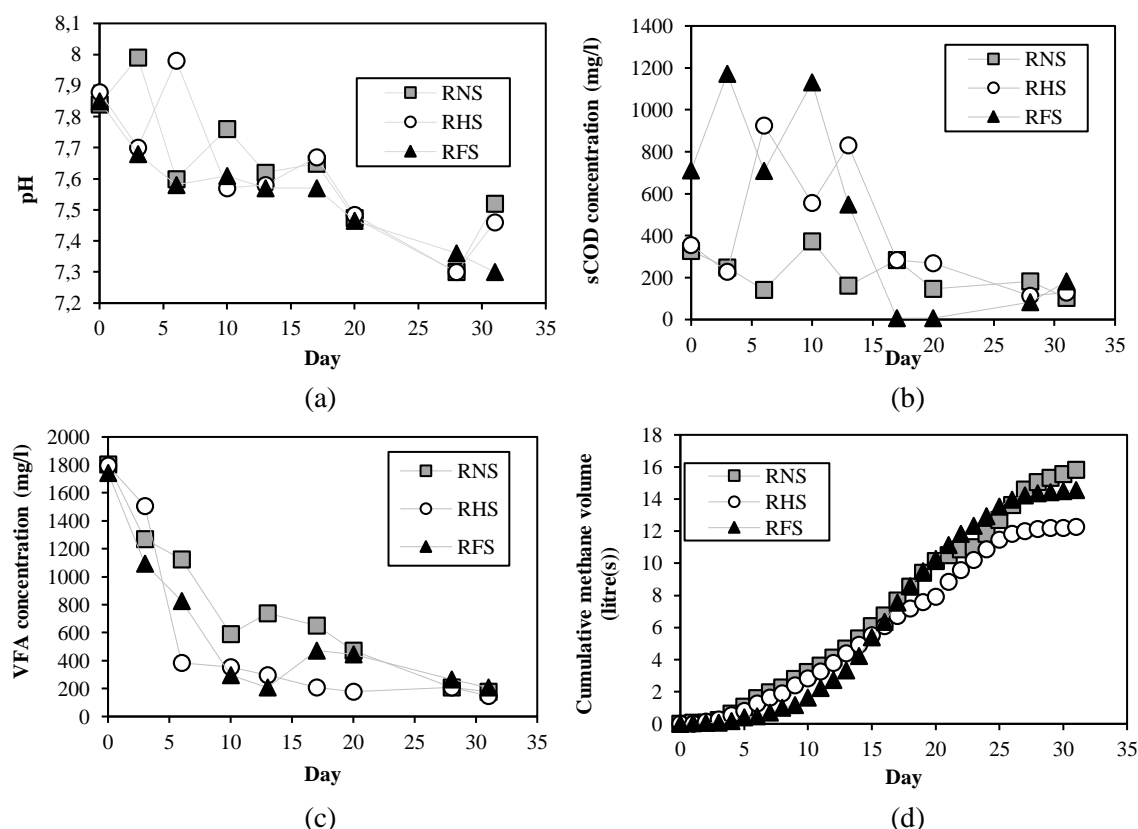 8,1
8
7,9
7,8
7,7
7,6
7,5
7,4
7,3
7,2
pH
0 5 10 15 20 25 30 35
Day
RNS
RHS
RFS
(a)
1400
1200
1000
800
600
400
200
0
sCOD concentration (mg/l)
0 5 10 15 20 25 30 35
Day
RNS
RHS
RFS
(b)
2000
1800
1600
1400
1200
1000
800
600
400
200
0
VFA concentration (mg/l)
0 5 10 15 20 25 30 35
Day
RNS
RHS
RFS
(c)
18
16
14
12
10
8
6
4
2
0
Cumulative methane volume
(litre(s))
0 5 10 15 20 25 30 35
Day
RNS
RHS
RFS
(d)